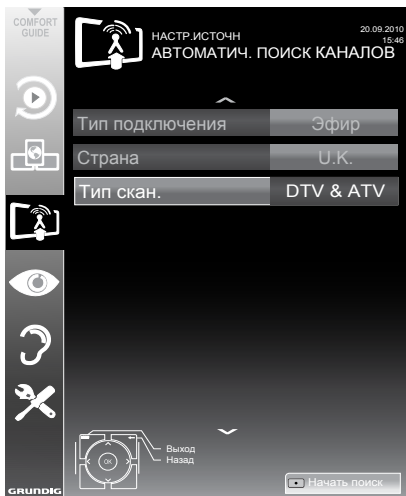 COMFORT
GUIDE
НАСТР.ИСТОЧН
20.09.2010
15:46
АВТОМАТИЧ. ПОИСК КАНАЛОВ
Тип подключения Эфир
Страна U.K.
Тип скан. DTV & ATV
Выход
Назад
OK
Начать поиск
GRUNDIG